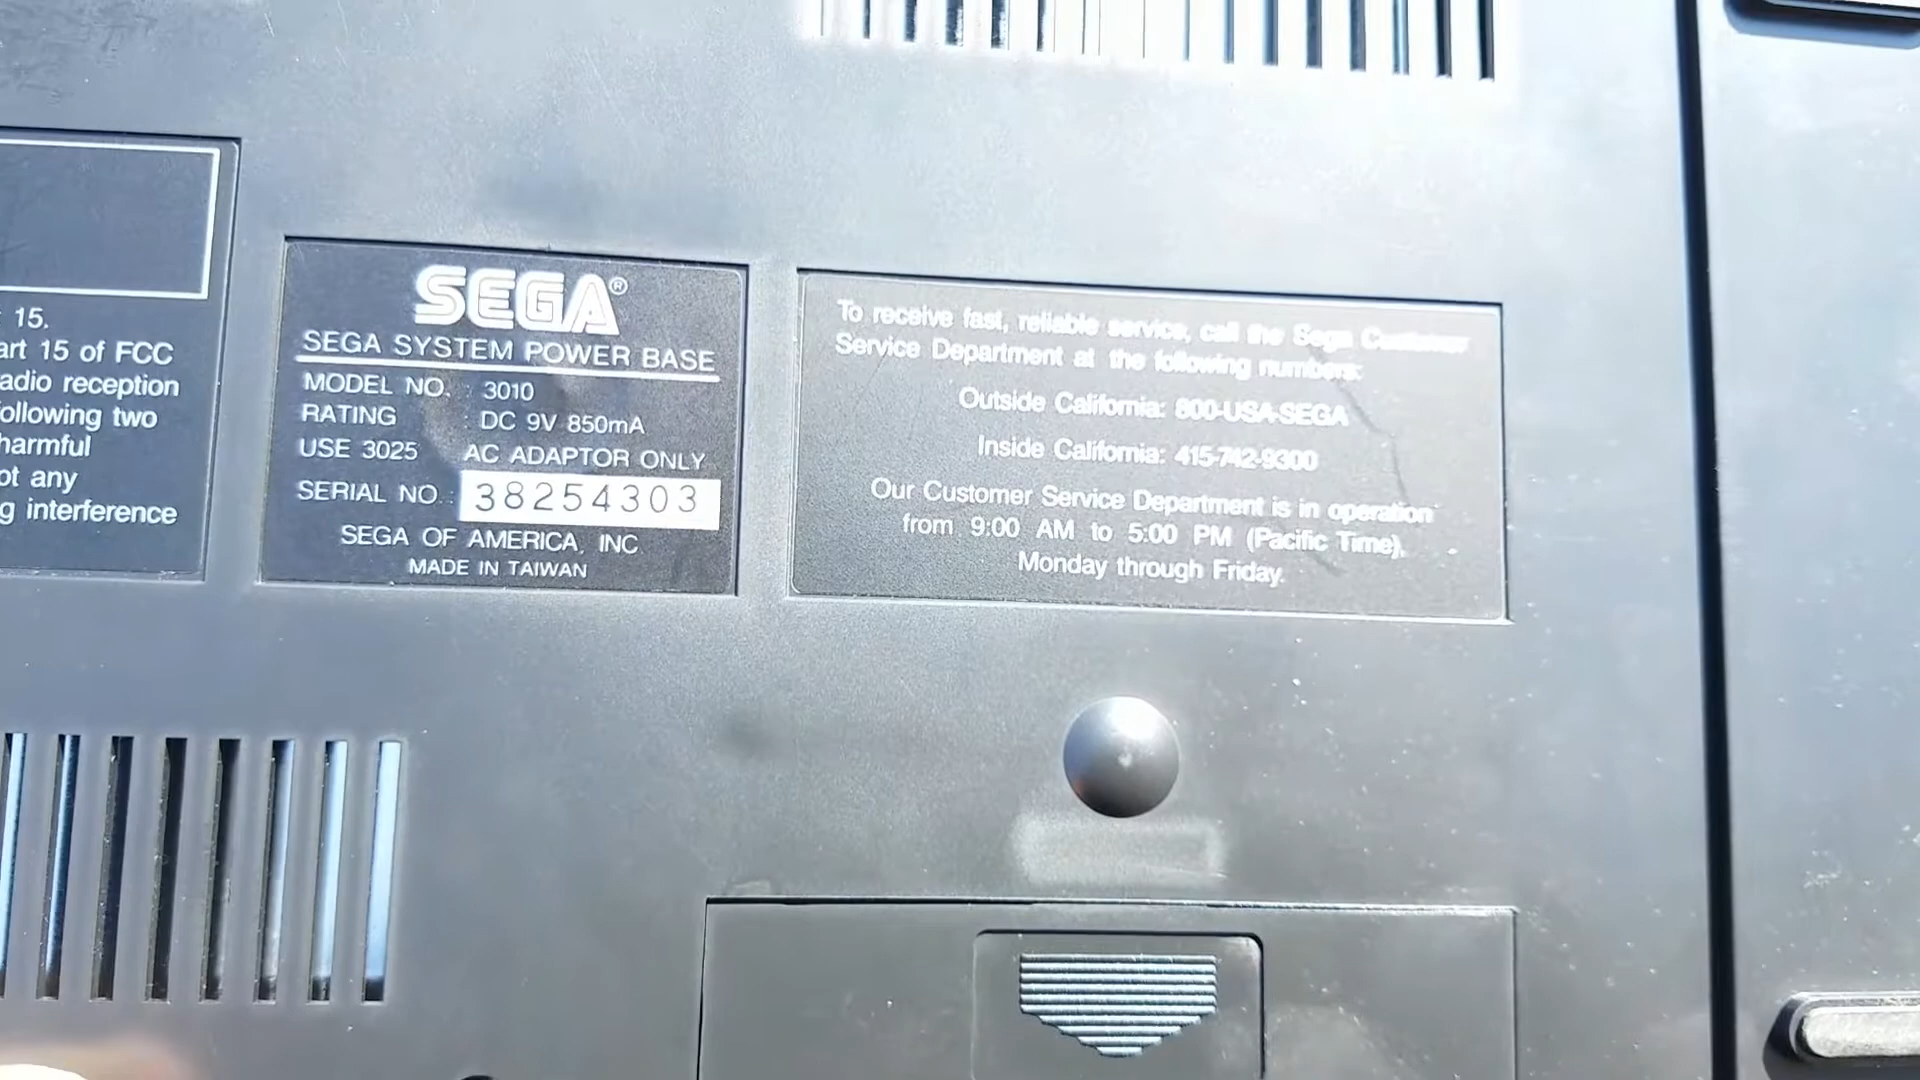 15.
art 15 of FCC
adio reception
ollowing two
harmful
ot any
g interference
SEGA®
SEGA SYSTEM POWER BASE
MODEL NO. : 3010
RATING : DC 9V 850mA
USE 3025 AC ADAPTOR ONLY
SERIAL NO. : 38254303
SEGA OF AMERICA, INC
MADE IN TAIWAN
To receive fast, reliable service, call the Sega Customer
Service Department at the following numbers:
Outside California: 800-USA-SEGA
Inside California: 415-742-9300
Our Customer Service Department is in operation
from 9:00 AM to 5:00 PM (Pacific Time),
Monday through Friday.